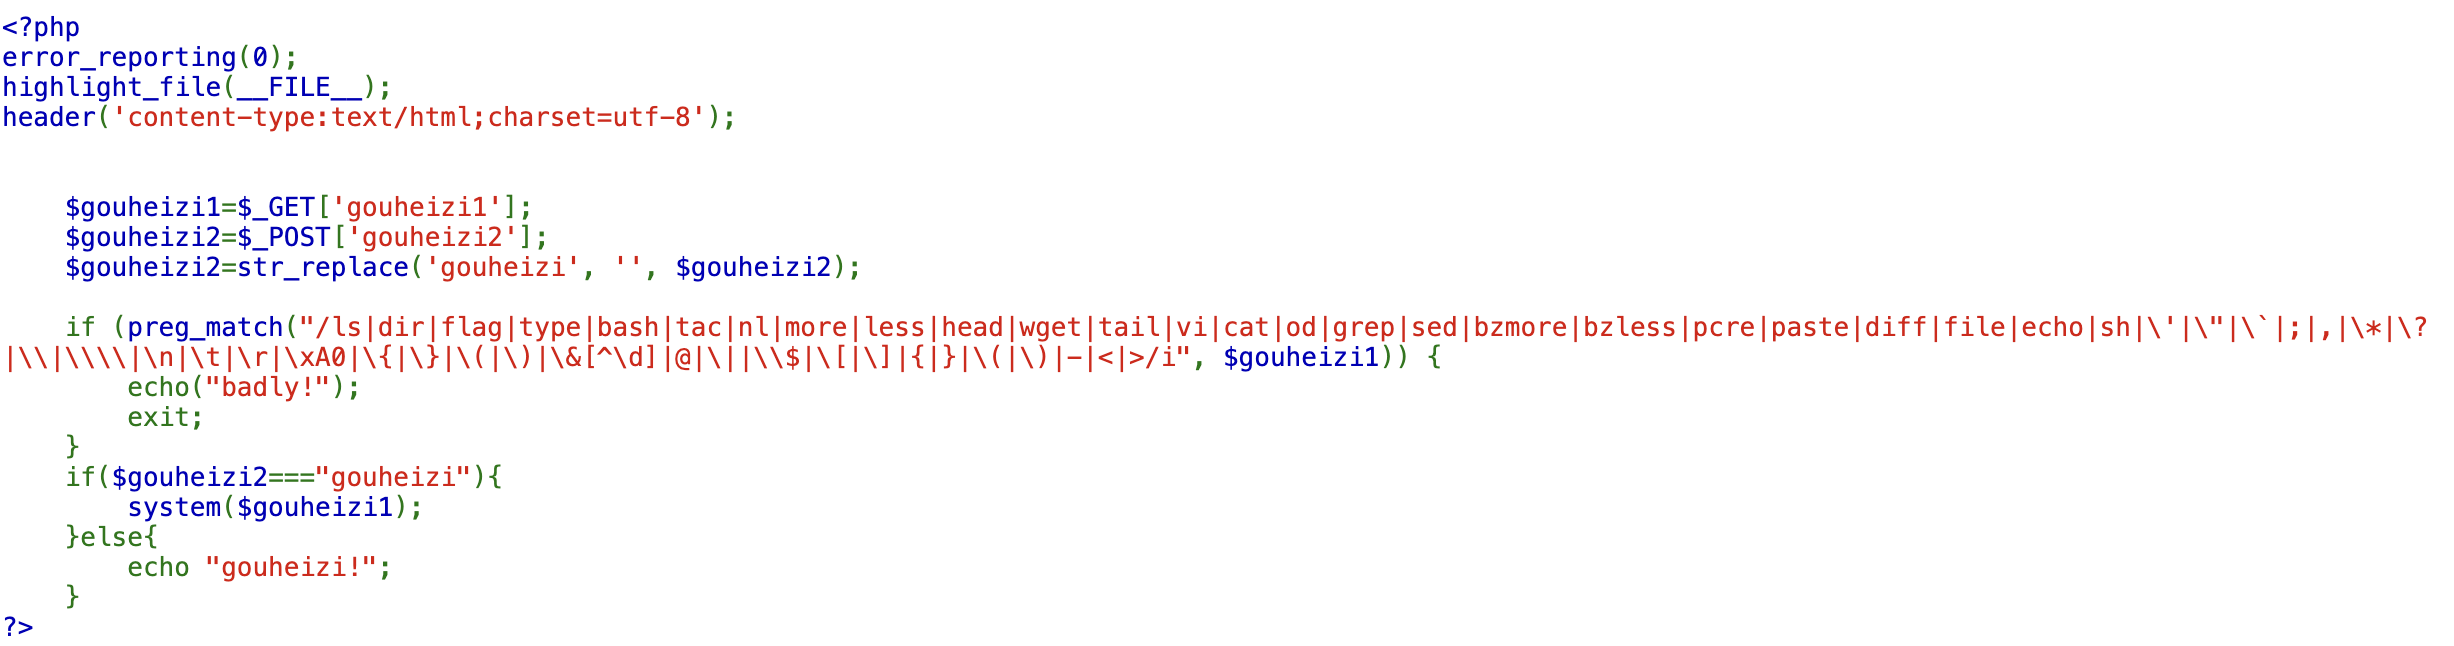 <?php
error_reporting(0);
highlight_file(__FILE__);
header('content-type:text/html;charset=utf-8');
    $gouheizi1=$_GET['gouheizi1'];
    $gouheizi2=$_POST['gouheizi2'];
    $gouheizi2=str_replace('gouheizi', '', $gouheizi2);
    if (preg_match("/ls|dir|flag|type|bash|tac|nl|more|less|head|wget|tail|vi|cat|od|grep|sed|bzmore|bzless|pcre|paste|diff|file|echo|sh|\'|\"|\`|;|,|\*|\?
|\\|\\\\|\n|\t|\r|\xA0|\{|\}|\(|\)|\&[^\d]|@|\||\\$|\[|\]|{|}|\(|\)|-|<|>/i", $gouheizi1)) {
        echo("badly!");
        exit;
    }
    if($gouheizi2==="gouheizi"){
        system($gouheizi1);
    }else{
        echo "gouheizi!";
    }
?>